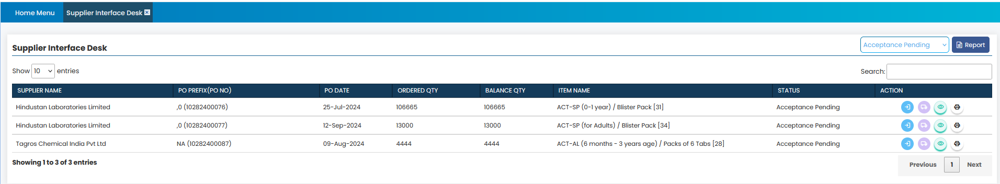 Home Menu Supplier Interface Desk
Supplier Interface Desk Acceptance Pending Report
Show 10 entries Search:
SUPPLIER NAME PO PREFIX(PO NO) PO DATE ORDERED QTY BALANCE QTY ITEM NAME STATUS ACTION
Hindustan Laboratories Limited ,0 (10282400076) 25-Jul-2024 106665 106665 ACT-SP (0-1 year) / Blister Pack [31] Acceptance Pending
Hindustan Laboratories Limited ,0 (10282400077) 12-Sep-2024 13000 13000 ACT-SP (for Adults) / Blister Pack [34] Acceptance Pending
Tagros Chemical India Pvt Ltd NA (10282400087) 09-Aug-2024 4444 4444 ACT-AL (6 months - 3 years age) / Packs of 6 Tabs [28] Acceptance Pending
Showing 1 to 3 of 3 entries Previous 1 Next